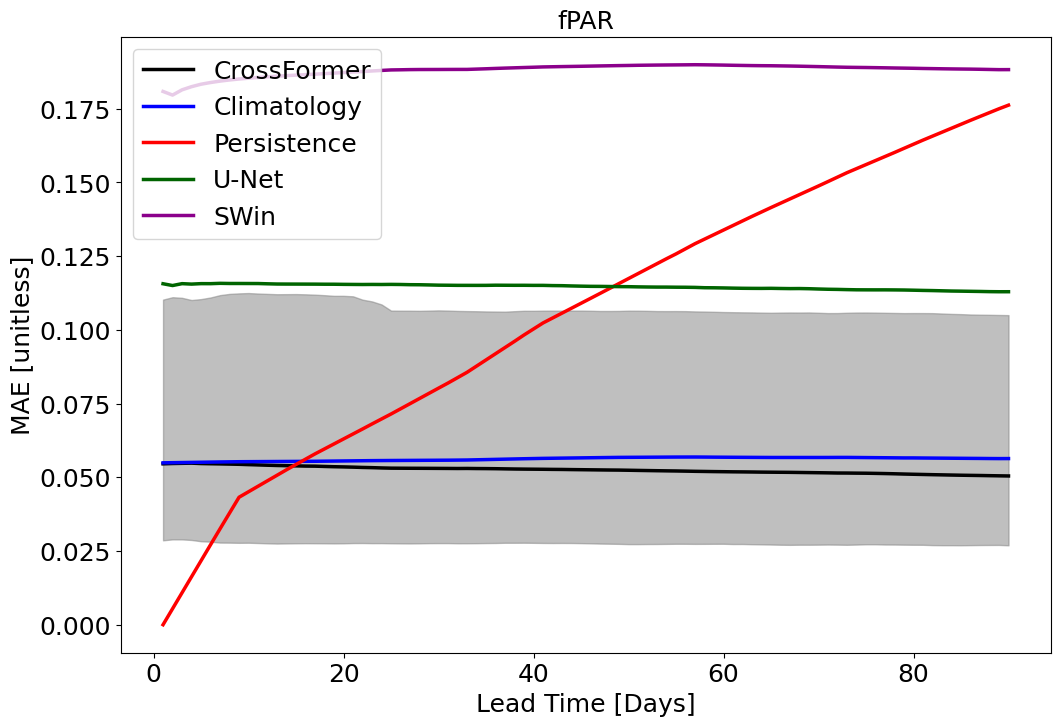 fPAR
CrossFormer
Climatology
Persistence
U-Net
SWin
MAE [unitless]
0.175
0.150
0.125
0.100
0.075
0.050
0.025
0.000
0 20 40 60 80
Lead Time [Days]